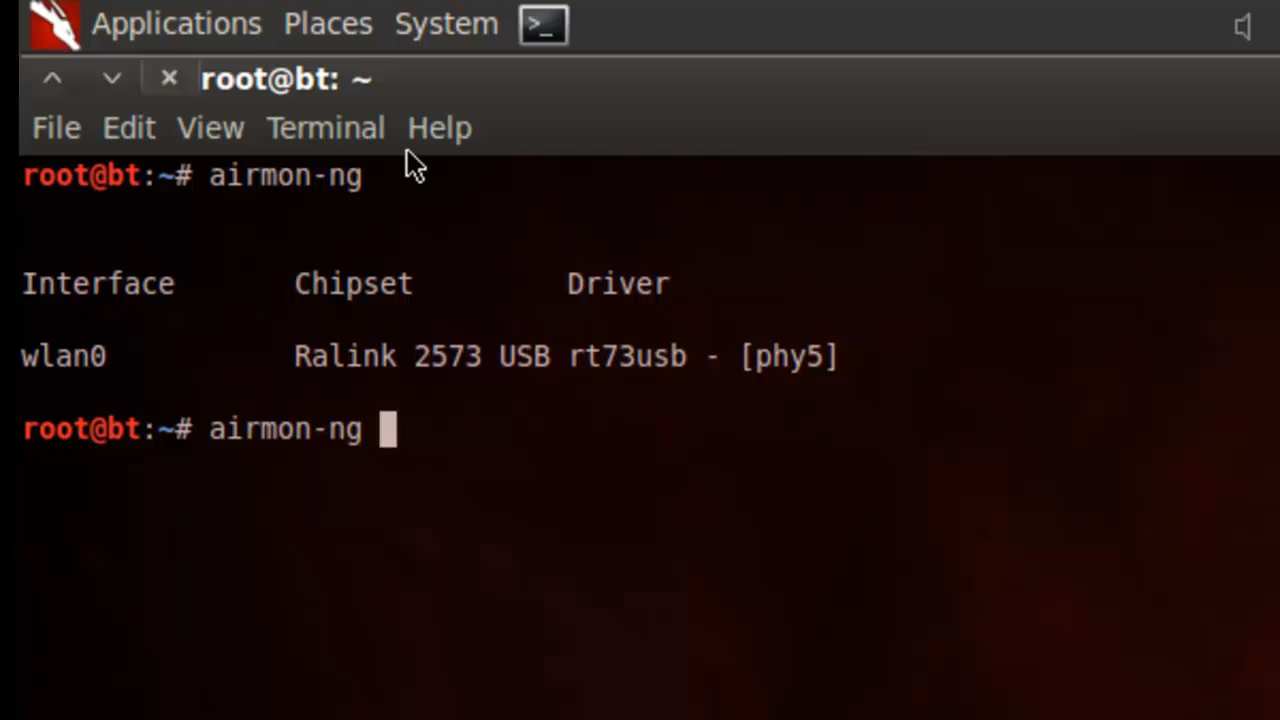 Applications Places System
root@bt: ~
File Edit View Terminal Help
root@bt:~# airmon-ng
Interface Chipset Driver
wlan0 Ralink 2573 USB rt73usb - [phy5]
root@bt:~# airmon-ng